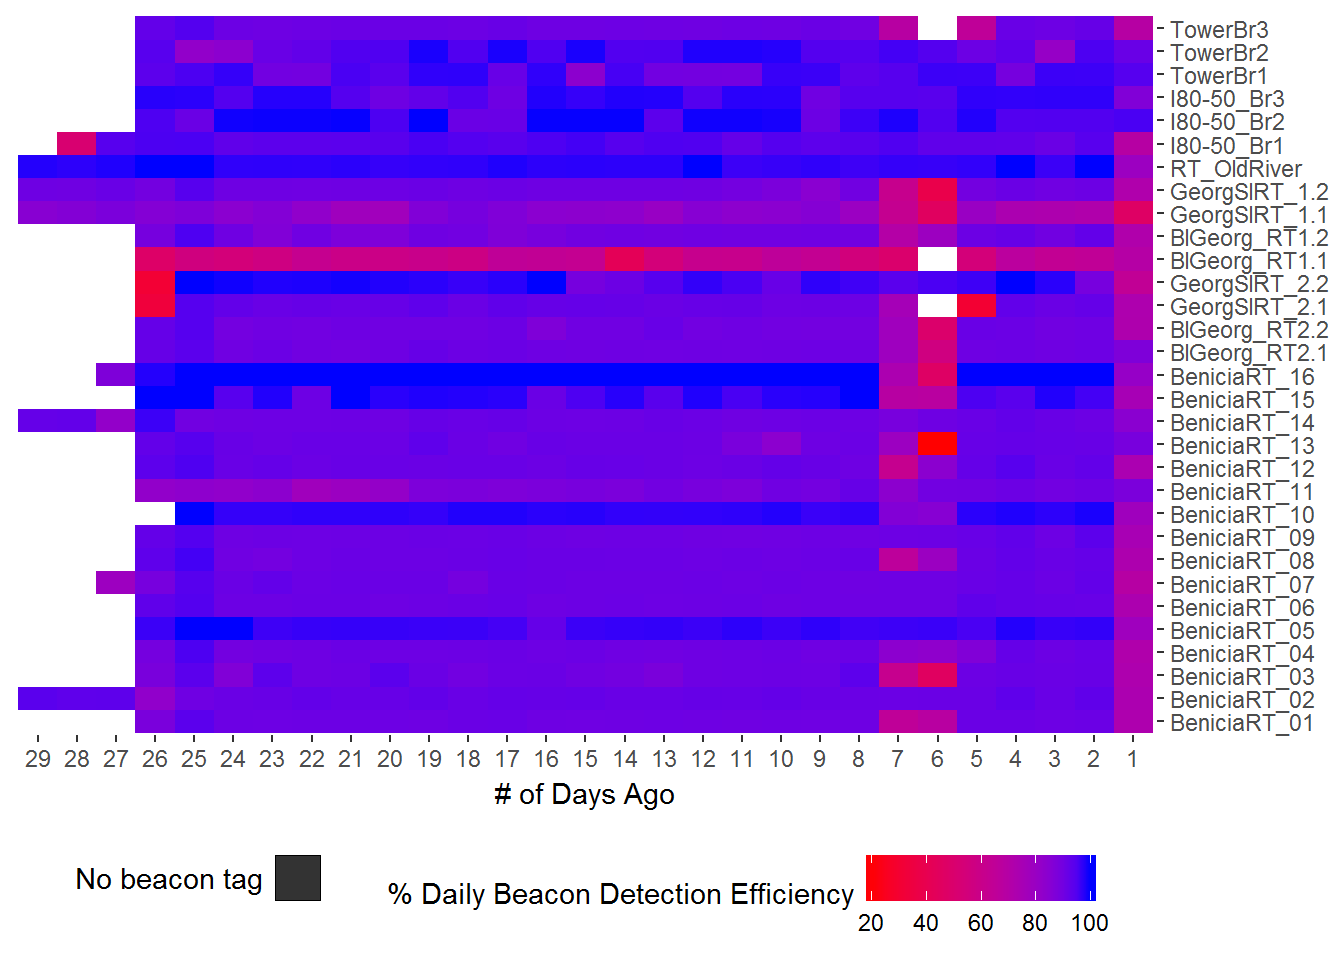 TowerBr3
TowerBr2
TowerBr1
I80-50_Br3
I80-50_Br2
I80-50_Br1
RT_OldRiver
GeorgSlRT_1.2
GeorgSlRT_1.1
BlGeorg_RT1.2
BlGeorg_RT1.1
GeorgSlRT_2.2
GeorgSlRT_2.1
BlGeorg_RT2.2
BlGeorg_RT2.1
BeniciaRT_16
BeniciaRT_15
BeniciaRT_14
BeniciaRT_13
BeniciaRT_12
BeniciaRT_11
BeniciaRT_10
BeniciaRT_09
BeniciaRT_08
BeniciaRT_07
BeniciaRT_06
BeniciaRT_05
BeniciaRT_04
BeniciaRT_03
BeniciaRT_02
BeniciaRT_01
29 28 27 26 25 24 23 22 21 20 19 18 17 16 15 14 13 12 11 10 9 8 7 6 5 4 3 2 1
# of Days Ago
No beacon tag
% Daily Beacon Detection Efficiency
20 40 60 80 100